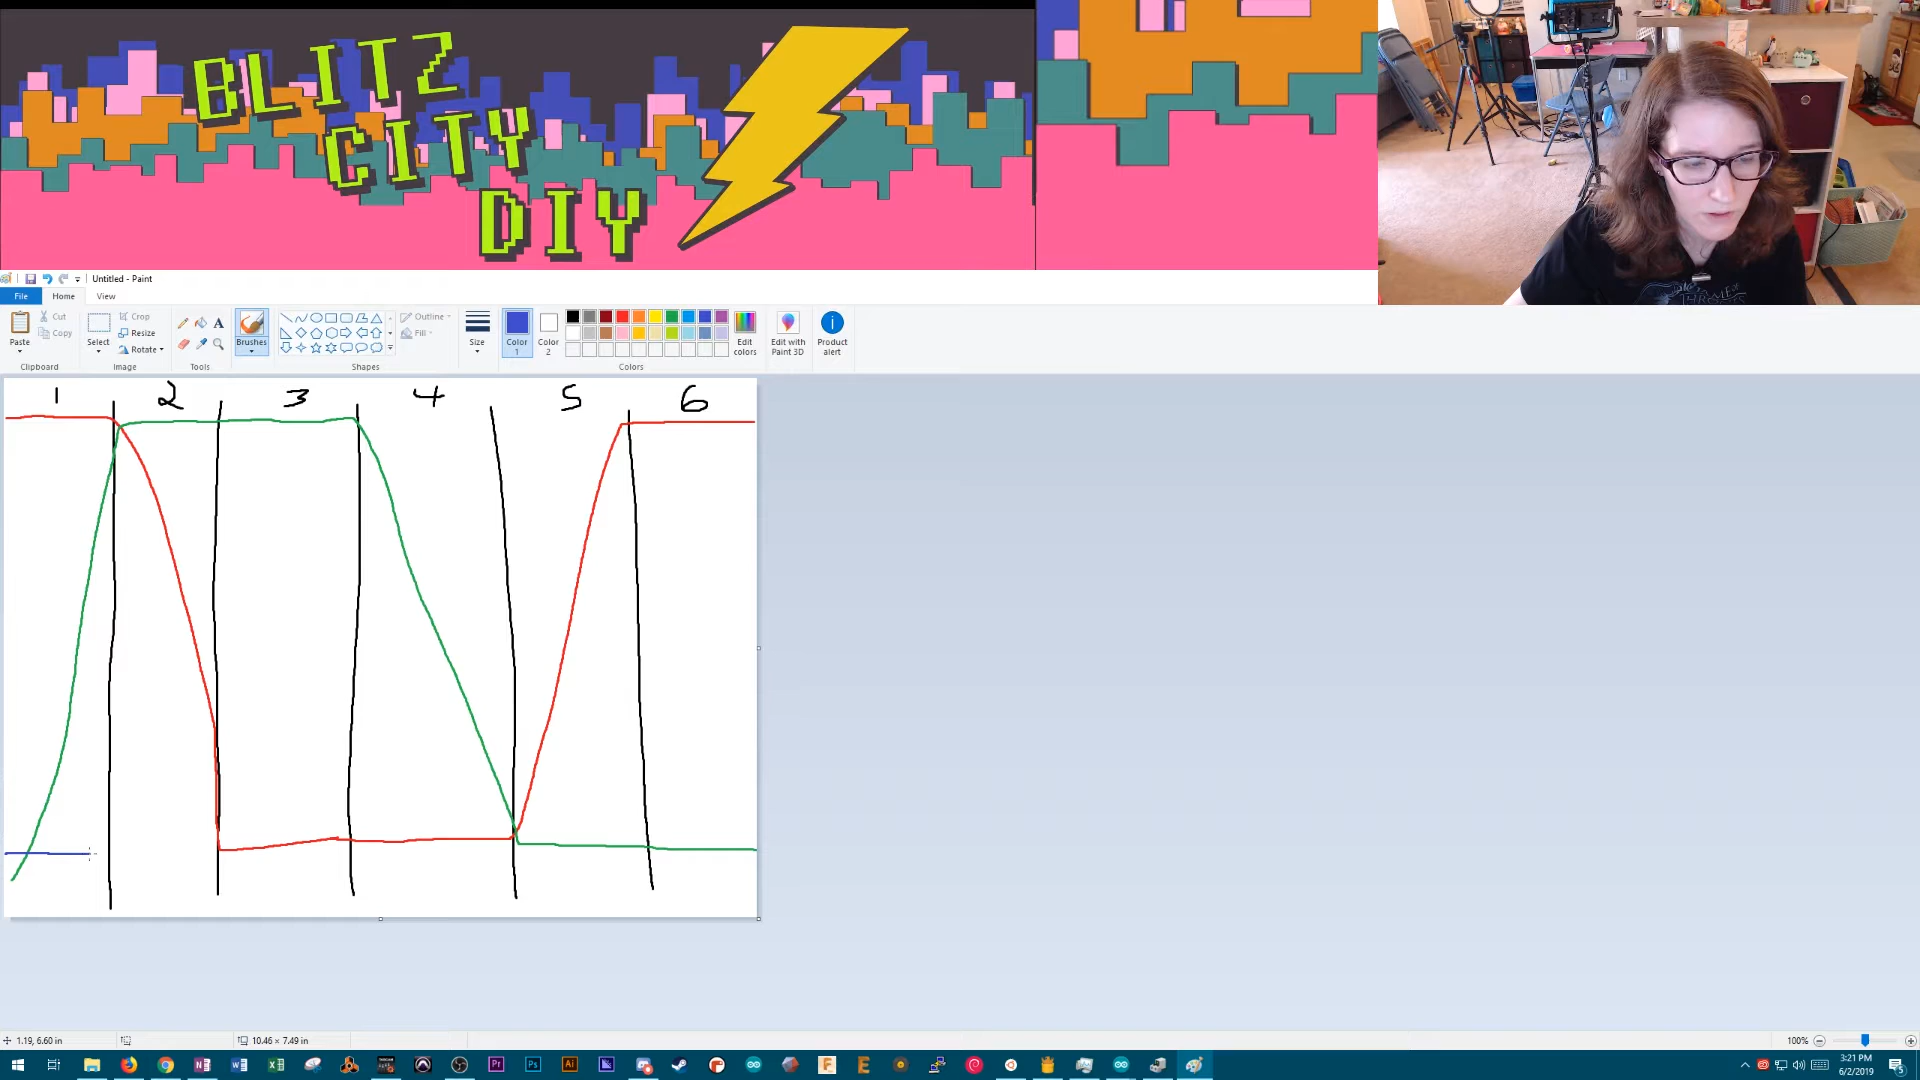 BLITZ
CITY
DIY
Untitled - Paint
File Home View
Paste
Cut
Copy
Clipboard
Select
Crop
Resize
Rotate
Image
A
Tools
Brushes
Outline
Fill
Shapes
Size
Color
1
Color
2
Edit
colors
Colors
Edit with
Paint 3D
Product
alert
1 2 3 4 5 6
1.19, 6.60 in
10.46 × 7.49 in
100%
3:21 PM
6/2/2019